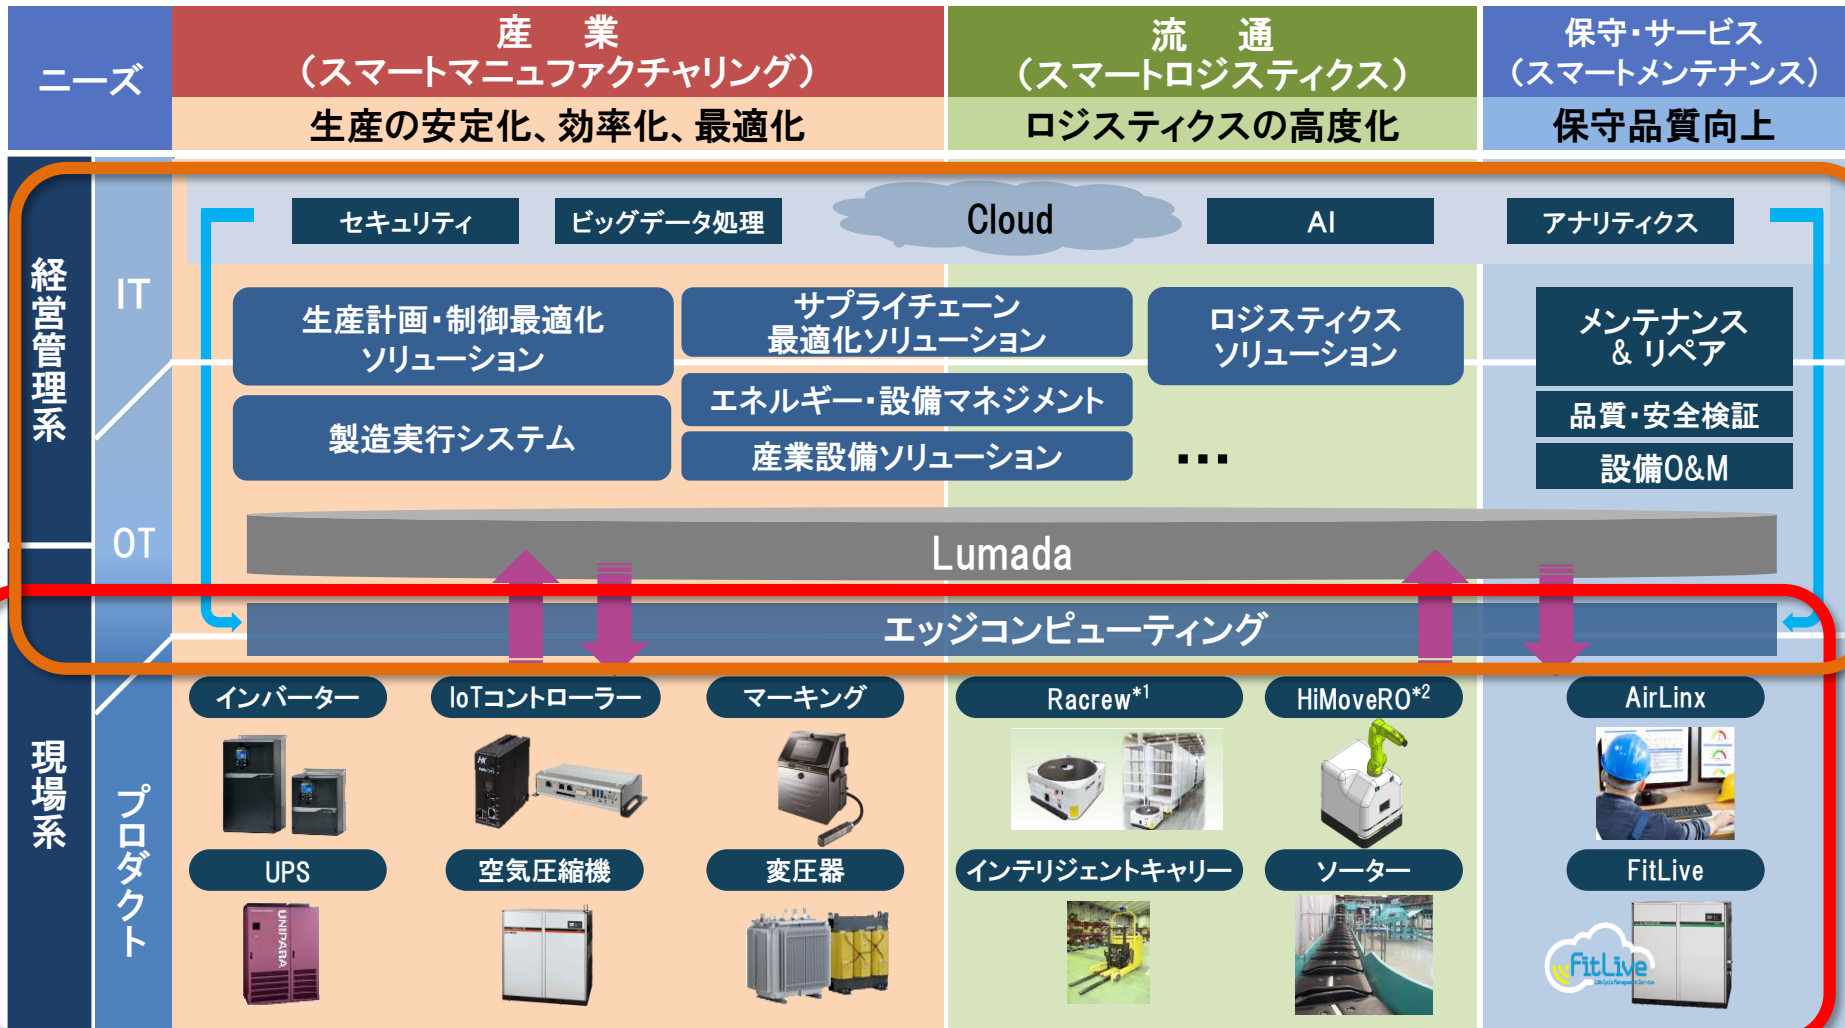 ニーズ
産　業
（スマートマニュファクチャリング）
生産の安定化、効率化、最適化
流　通
（スマートロジスティクス）
ロジスティクスの高度化
保守・サービス
（スマートメンテナンス）
保守品質向上
経営管理系
IT
OT
セキュリティ
ビッグデータ処理
Cloud
AI
アナリティクス
生産計画・制御最適化
ソリューション
サプライチェーン
最適化ソリューション
ロジスティクス
ソリューション
メンテナンス
& リペア
製造実行システム
エネルギー・設備マネジメント
産業設備ソリューション
…
品質・安全検証
設備O&M
Lumada
エッジコンピューティング
現場系
プロダクト
インバーター
IoTコントローラー
マーキング
Racrew*1
HiMoveRO*2
AirLinx
UPS
空気圧縮機
変圧器
インテリジェントキャリー
ソーター
FitLive
UNIPARA
FitLive